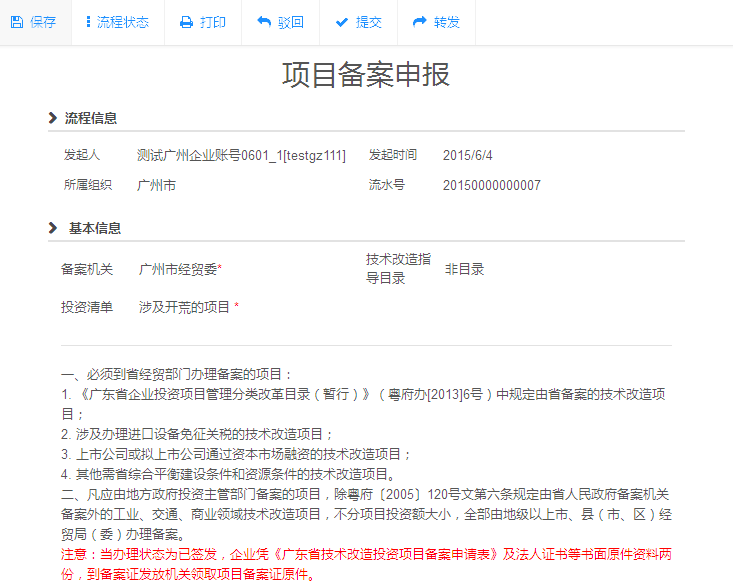 保存 流程状态 打印 驳回 提交 转发
项目备案申报
流程信息
发起人 测试广州企业账号0601_1[testgz111] 发起时间 2015/6/4
所属组织 广州市 流水号 20150000000007
基本信息
备案机关 广州市经贸委* 技术改造指导目录 非目录
投资清单 涉及开荒的项目 *
一、必须到省经贸部门办理备案的项目：
1. 《广东省企业投资项目管理分类改革目录（暂行）》（粤府办[2013]6号）中规定由省备案的技术改造项
目；
2. 涉及办理进口设备免征关税的技术改造项目；
3. 上市公司或拟上市公司通过资本市场融资的技术改造项目；
4. 其他需省综合平衡建设条件和资源条件的技术改造项目。
二、凡应由地方政府投资主管部门备案的项目，除粤府〔2005〕120号文第六条规定由省人民政府备案机关
备案外的工业、交通、商业领域技术改造项目，不分项目投资额大小，全部由地级以上市、县（市、区）经
贸局（委）办理备案。
注意：当办理状态为已签发，企业凭《广东省技术改造投资项目备案申请表》及法人证书等书面原件资料两
份，到备案证发放机关领取项目备案证原件。